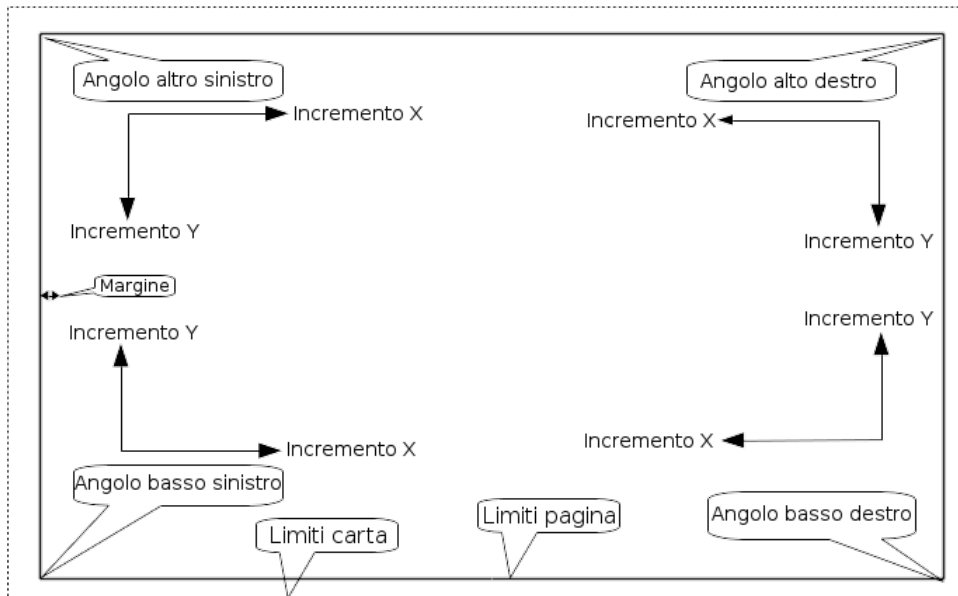 Angolo altro sinistro
Angolo alto destro
Incremento X
Incremento X
Incremento Y
Incremento Y
Margine
Incremento Y
Incremento Y
Incremento X
Incremento X
Angolo basso sinistro
Limiti carta
Limiti pagina
Angolo basso destro